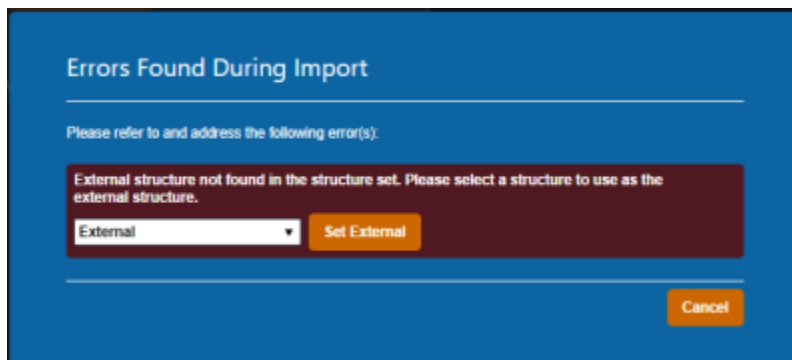 Errors Found During Import
Please refer to and address the following error(s):
External structure not found in the structure set. Please select a structure to use as the
external structure.
External
Set External
Cancel